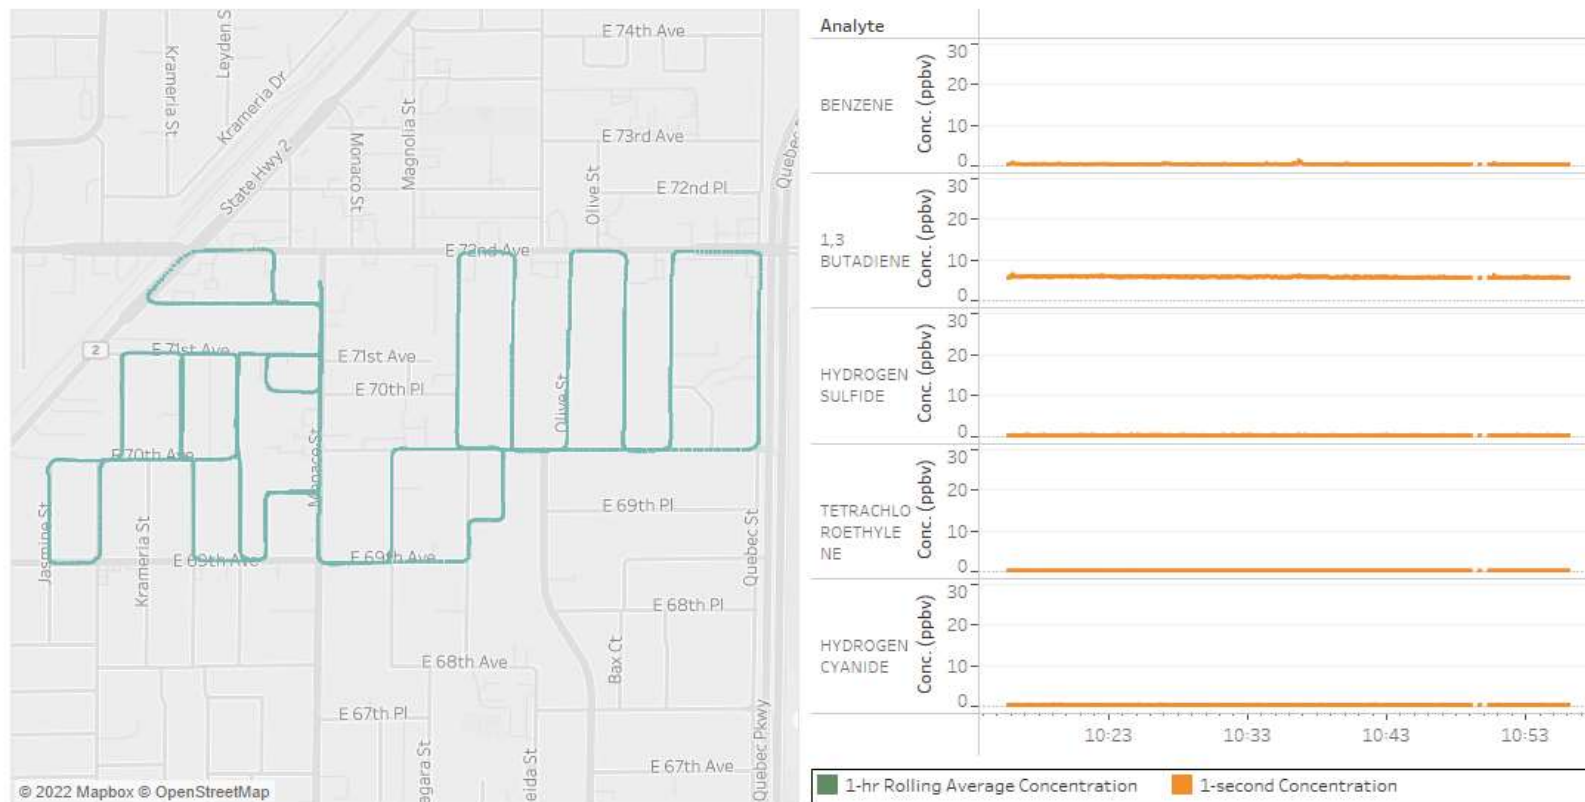 E 74th Ave
Leyden S
Krameria St
Krameria Dr
State Hwy 2
Monaco St
Magnolia St
E 73rd Ave
Olive St
E 72nd Pl
Quebec
E 72nd Ave
2
E 71st Ave
E 71st Ave
E 70th Pl
Olive St
Monaco St
E 70th Ave
Jasmine St
Krameria St
E 69th Ave
E 69th Ave
E 69th Pl
Quebec St
E 68th Pl
Bax Ct
E 68th Ave
E 67th Pl
agara St
eida St
E 67th Ave
Quebec Pkwy
© 2022 Mapbox © OpenStreetMap
Analyte
BENZENE
Conc. (ppbv)
30
20
10
0
1,3
BUTADIENE
Conc. (ppbv)
30
20
10
0
HYDROGEN
SULFIDE
Conc. (ppbv)
30
20
10
0
TETRACHLO
ROETHYLE
NE
Conc. (ppbv)
30
20
10
0
HYDROGEN
CYANIDE
Conc. (ppbv)
30
20
10
0
10:23 10:33 10:43 10:53
1-hr Rolling Average Concentration 1-second Concentration